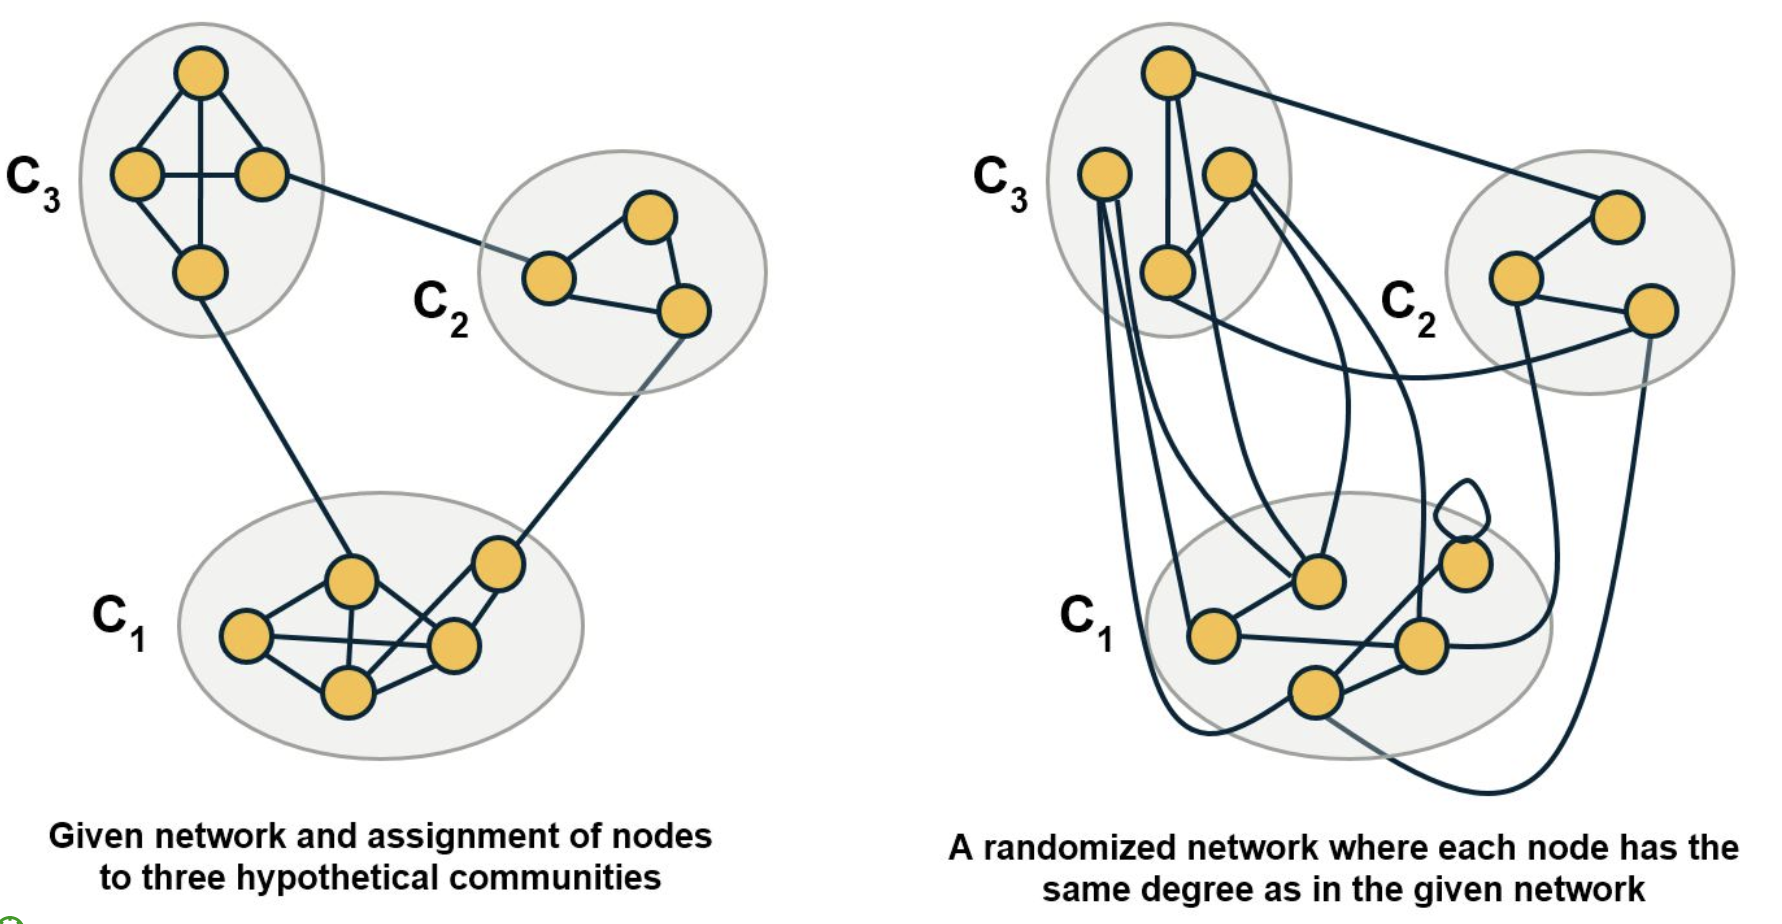 C3
C2
C1
Given network and assignment of nodes
to three hypothetical communities
C3
C2
C1
A randomized network where each node has the
same degree as in the given network